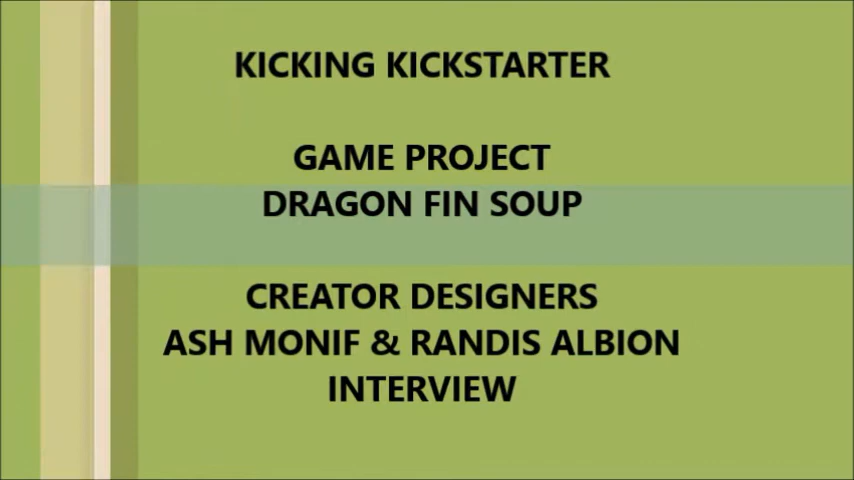 KICKING KICKSTARTER
GAME PROJECT
DRAGON FIN SOUP
CREATOR DESIGNERS
ASH MONIF & RANDIS ALBION
INTERVIEW